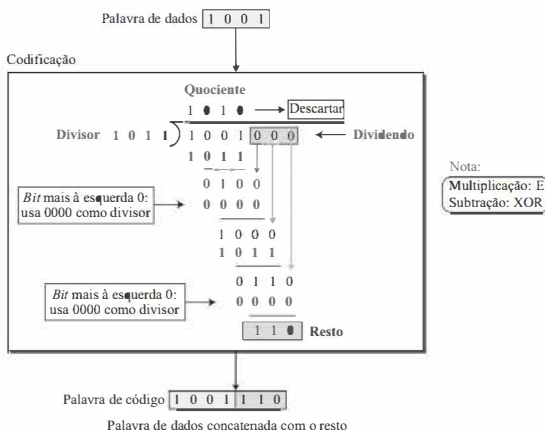 Palavra de dados 1 0 0 1
Codificação
Quociente
1 0 1 0 Descartar
Divisor 1 0 1 1 1 0 0 1 0 0 0 Dividendo
1 0 1 1
0 1 0 0
Bit mais à esquerda 0:
usa 0000 como divisor
0 0 0 0
1 0 0 0
1 0 1 1
0 1 1 0
Bit mais à esquerda 0:
usa 0000 como divisor
0 0 0 0
1 1 0 Resto
Nota:
Multiplicação: E
Subtração: XOR
Palavra de código 1 0 0 1 1 1 0
Palavra de dados concatenada com o resto